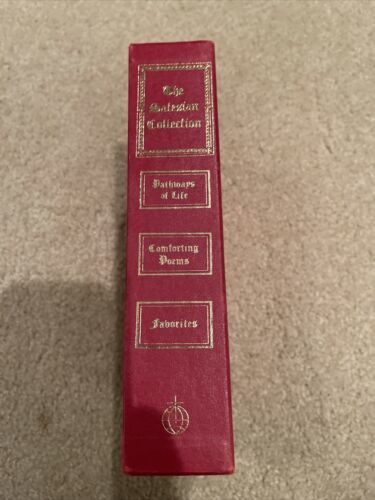 The
Salesian
Collection
Pathways
of Life
Comforting
Poems
Favorites